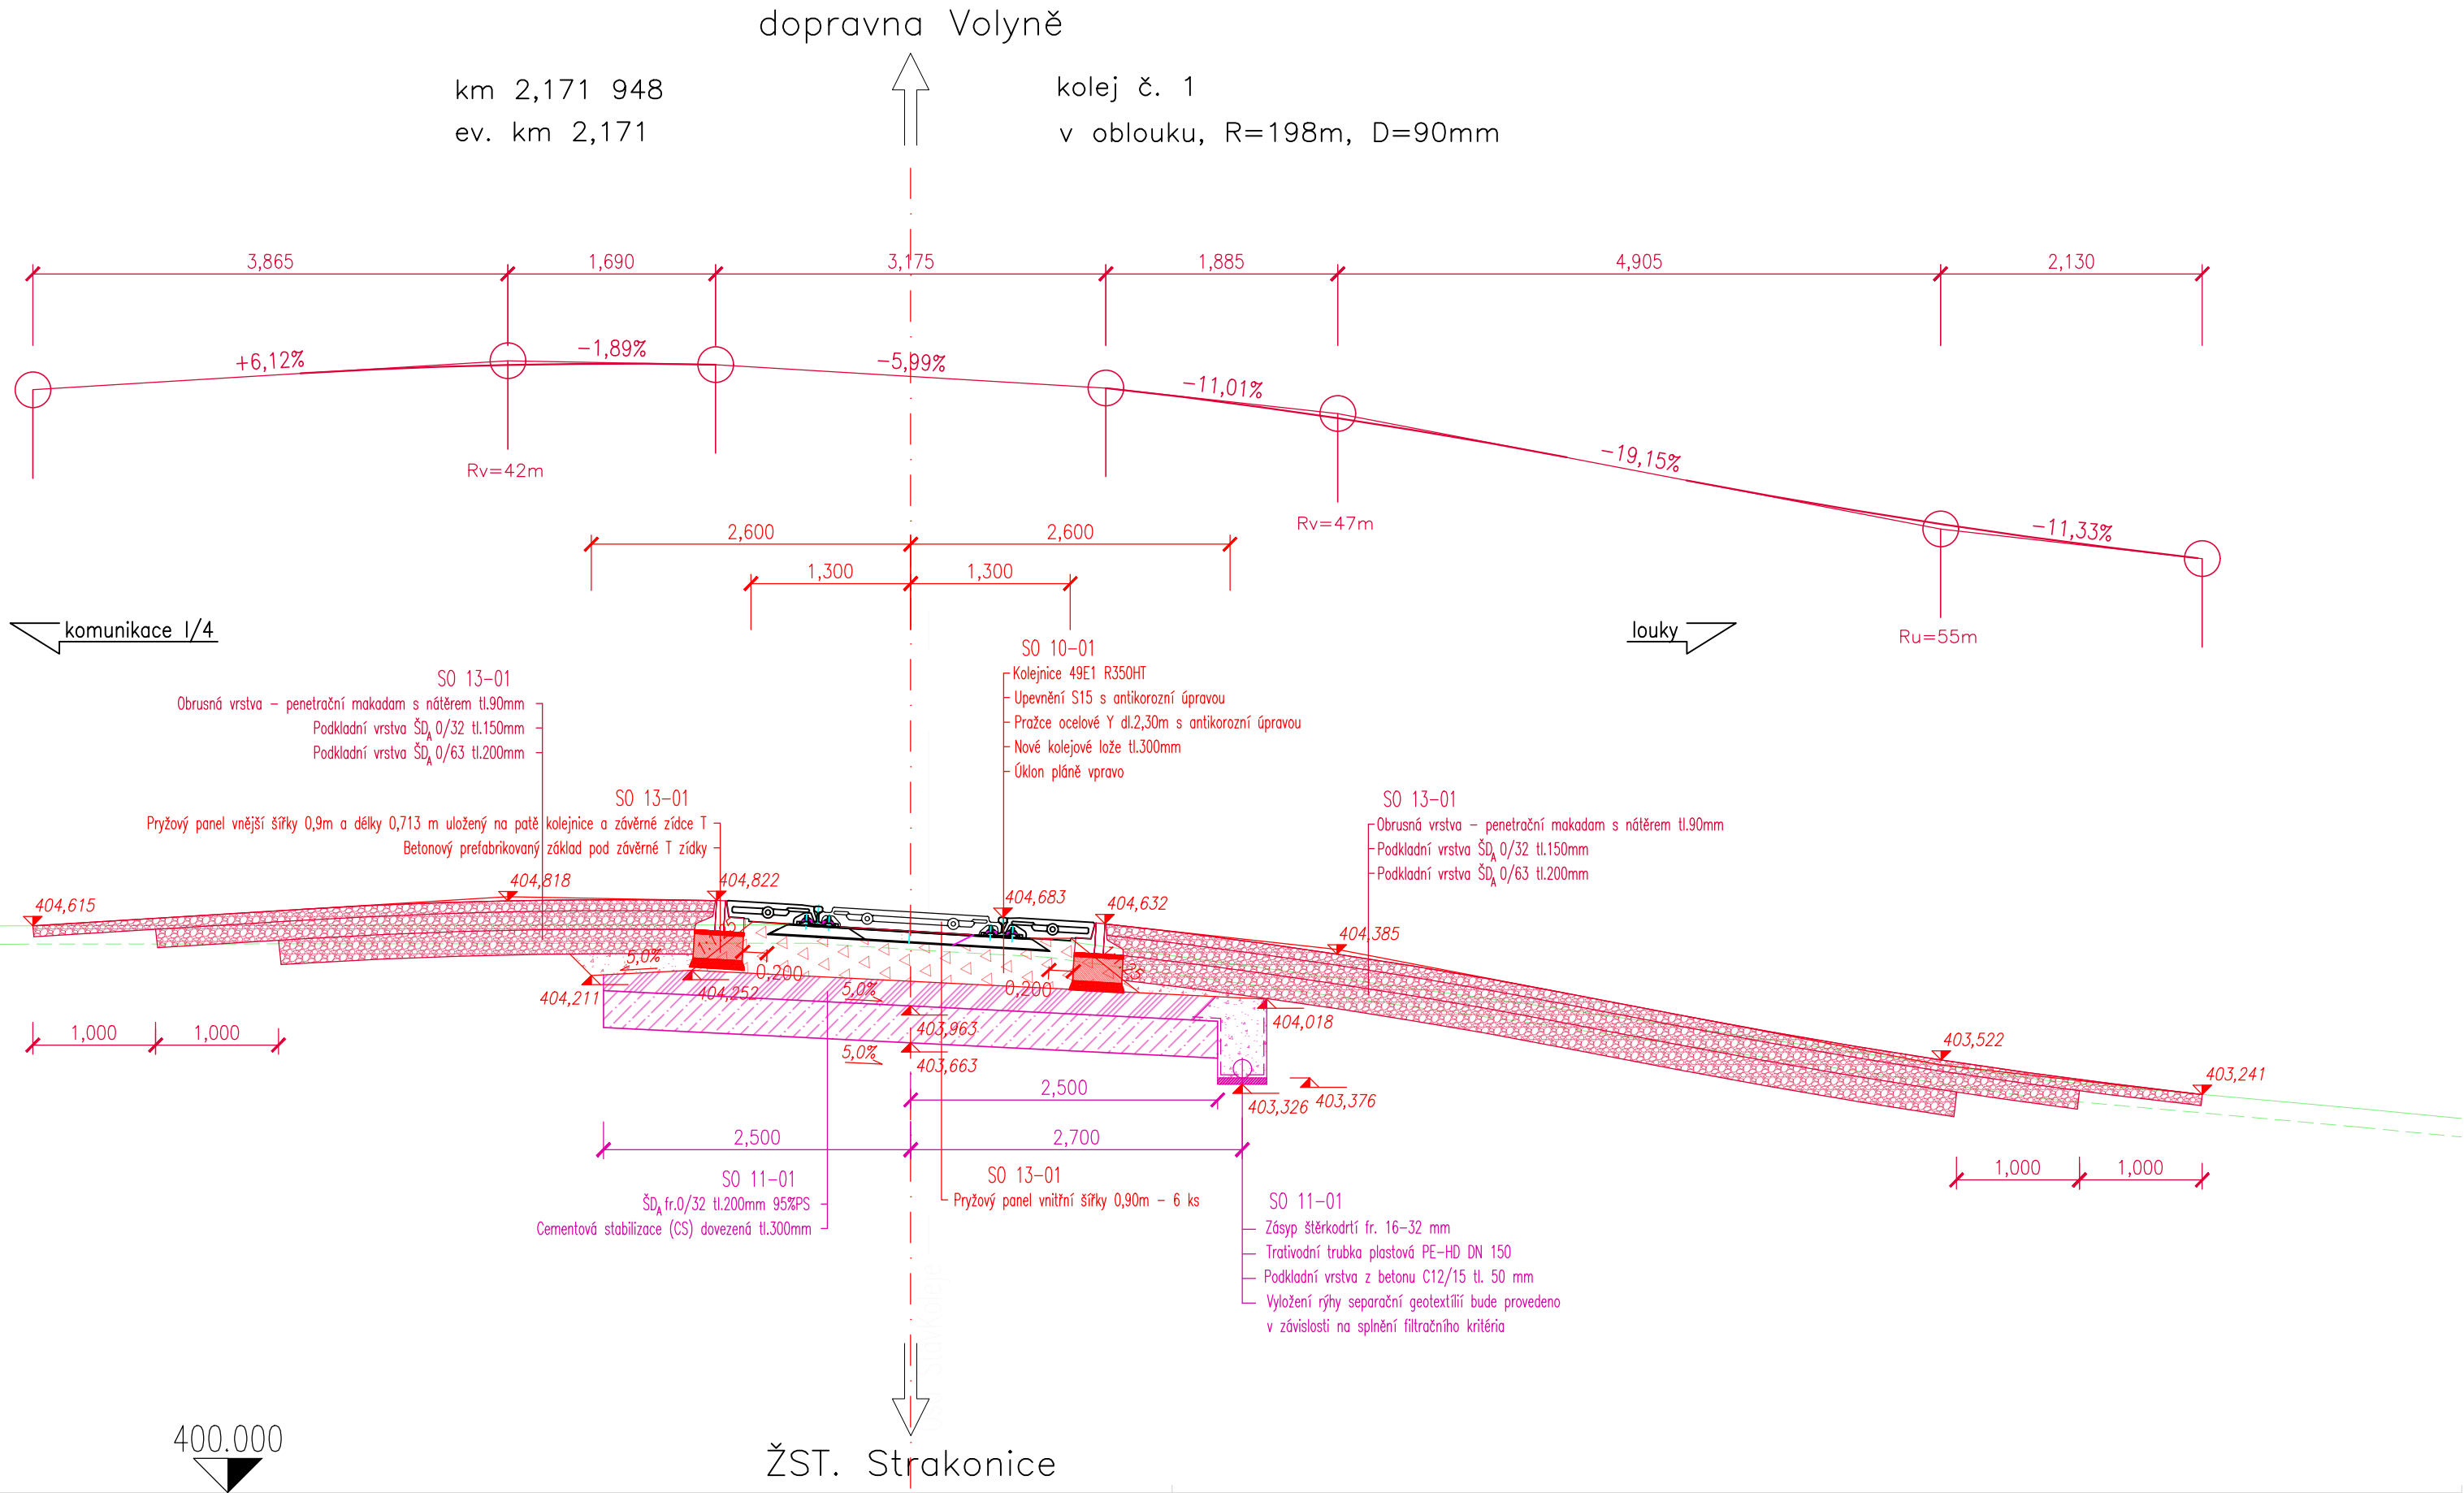 dopravna Volyně
km 2,171 948
ev. km 2,171
kolej č. 1
v oblouku, R=198m, D=90mm
3,865
1,690
3,175
1,885
4,905
2,130
+6,12%
-1,89%
-5,99%
-11,01%
-19,15%
-11,33%
Rv=42m
Rv=47m
Ru=55m
2,600
2,600
1,300
1,300
komunikace I/4
louky
SO 10-01
Kolejnice 49E1 R350HT
Upevnění S15 s antikorozní úpravou
Pražce ocelové Y dl.2,30m s antikorozní úpravou
Nové kolejové lože tl.300mm
Úklon pláně vpravo
SO 13-01
Obrusná vrstva – penetrační makadam s nátěrem tl.90mm
Podkladní vrstva ŠDA 0/32 tl.150mm
Podkladní vrstva ŠDA 0/63 tl.200mm
SO 13-01
Pryžový panel vnější šířky 0,9m a délky 0,713 m uložený na patě kolejnice a závěrné zídce T
Betonový prefabrikovaný základ pod závěrné T zídky
SO 13-01
Obrusná vrstva – penetrační makadam s nátěrem tl.90mm
Podkladní vrstva ŠDA 0/32 tl.150mm
Podkladní vrstva ŠDA 0/63 tl.200mm
404,615
404,818
404,822
404,683
404,632
404,385
5,0%
0,200
0,200
404,211
404,252
5,0%
403,963
404,018
5,0%
403,663
403,522
403,241
403,326
403,376
1,000
1,000
2,500
2,500
2,700
1,000
1,000
SO 11-01
ŠDA fr.0/32 tl.200mm 95%PS
Cementová stabilizace (CS) dovezená tl.300mm
SO 13-01
Pryžový panel vnitřní šířky 0,90m – 6 ks
SO 11-01
Zásyp štěrkodrtí fr. 16-32 mm
Trativodní trubka plastová PE-HD DN 150
Podkladní vrstva z betonu C12/15 tl. 50 mm
Vyložení rýhy separační geotextílií bude provedeno
v závislosti na splnění filtračního kritéria
400.000
ŽST. Strakonice